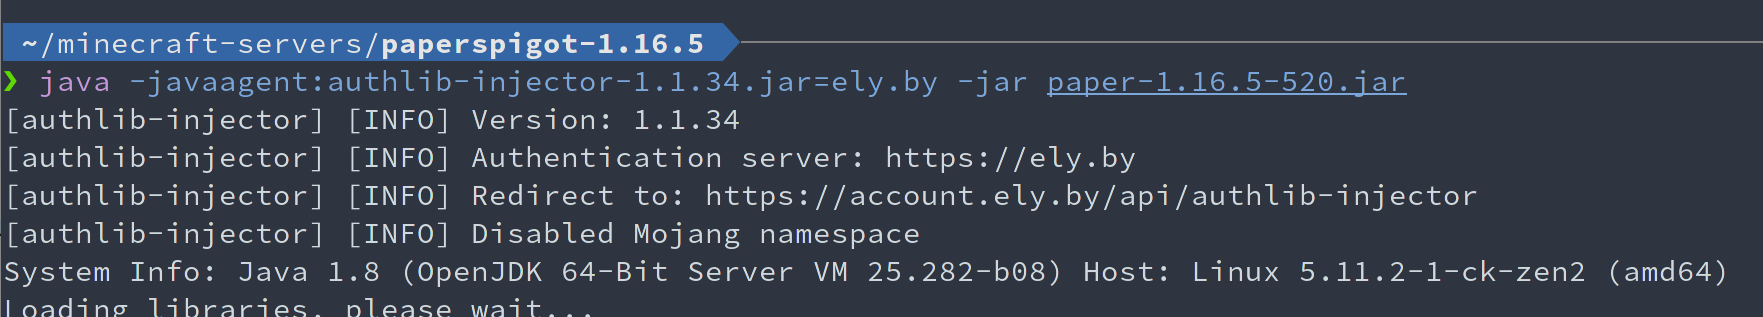 ~/minecraft-servers/paperspigot-1.16.5
❯ java -javaagent:authlib-injector-1.1.34.jar=ely.by -jar paper-1.16.5-520.jar
[authlib-injector] [INFO] Version: 1.1.34
[authlib-injector] [INFO] Authentication server: https://ely.by
[authlib-injector] [INFO] Redirect to: https://account.ely.by/api/authlib-injector
[authlib-injector] [INFO] Disabled Mojang namespace
System Info: Java 1.8 (OpenJDK 64-Bit Server VM 25.282-b08) Host: Linux 5.11.2-1-ck-zen2 (amd64)
Loading libraries, please wait...